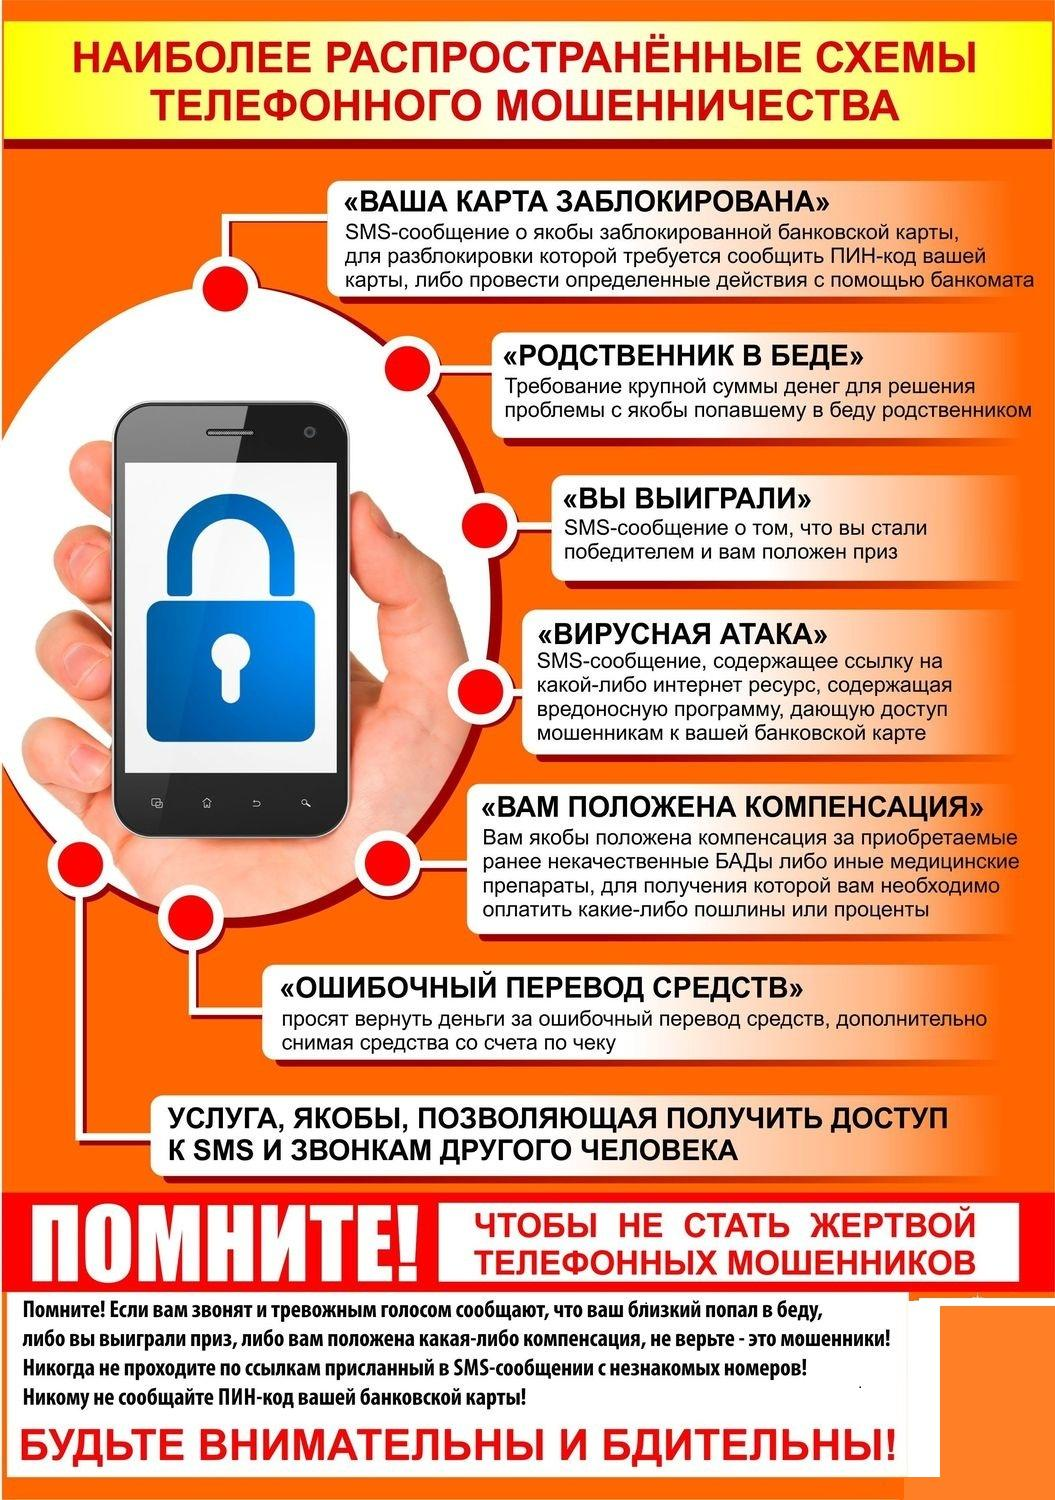 НАИБОЛЕЕ РАСПРОСТРАНЁННЫЕ СХЕМЫ
ТЕЛЕФОННОГО МОШЕННИЧЕСТВА
«ВАША КАРТА ЗАБЛОКИРОВАНА»
SMS-сообщение о якобы заблокированной банковской карты,
для разблокировки которой требуется сообщить ПИН-код вашей
карты, либо провести определенные действия с помощью банкомата
«РОДСТВЕННИК В БЕДЕ»
Требование крупной суммы денег для решения
проблемы с якобы попавшему в беду родственником
«ВЫ ВЫИГРАЛИ»
SMS-сообщение о том, что вы стали
победителем и вам положен приз
«ВИРУСНАЯ АТАКА»
SMS-сообщение, содержащее ссылку на
какой-либо интернет ресурс, содержащая
вредоносную программу, дающую доступ
мошенникам к вашей банковской карте
«ВАМ ПОЛОЖЕНА КОМПЕНСАЦИЯ»
Вам якобы положена компенсация за приобретаемые
ранее некачественные БАДы либо иные медицинские
препараты, для получения которой вам необходимо
оплатить какие-либо пошлины или проценты
«ОШИБОЧНЫЙ ПЕРЕВОД СРЕДСТВ»
просят вернуть деньги за ошибочный перевод средств, дополнительно
снимая средства со счета по чеку
УСЛУГА, ЯКОБЫ, ПОЗВОЛЯЮЩАЯ ПОЛУЧИТЬ ДОСТУП
К SMS И ЗВОНКАМ ДРУГОГО ЧЕЛОВЕКА
ПОМНИТЕ!
ЧТОБЫ НЕ СТАТЬ ЖЕРТВОЙ
ТЕЛЕФОННЫХ МОШЕННИКОВ
Помните! Если вам звонят и тревожным голосом сообщают, что ваш близкий попал в беду,
либо вы выиграли приз, либо вам положена какая-либо компенсация, не верьте - это мошенники!
Никогда не проходите по ссылкам присланный в SMS-сообщении с незнакомых номеров!
Никому не сообщайте ПИН-код вашей банковской карты!
БУДЬТЕ ВНИМАТЕЛЬНЫ И БДИТЕЛЬНЫ!